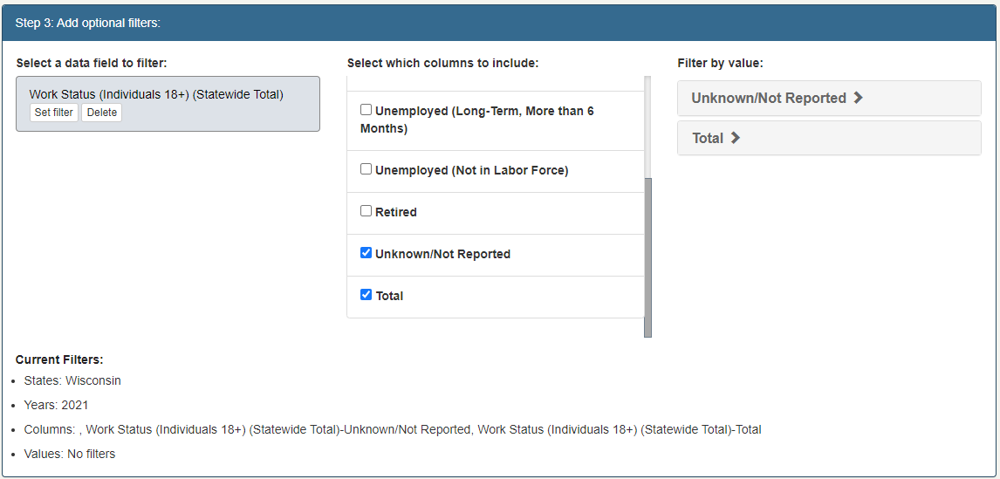 Step 3: Add optional filters:
Select a data field to filter:
Work Status (Individuals 18+) (Statewide Total)
Set filter Delete
Select which columns to include:
Unemployed (Long-Term, More than 6
Months)
Unemployed (Not in Labor Force)
Retired
Unknown/Not Reported
Total
Filter by value:
Unknown/Not Reported
Total
Current Filters:
States: Wisconsin
Years: 2021
Columns: , Work Status (Individuals 18+) (Statewide Total)-Unknown/Not Reported, Work Status (Individuals 18+) (Statewide Total)-Total
Values: No filters